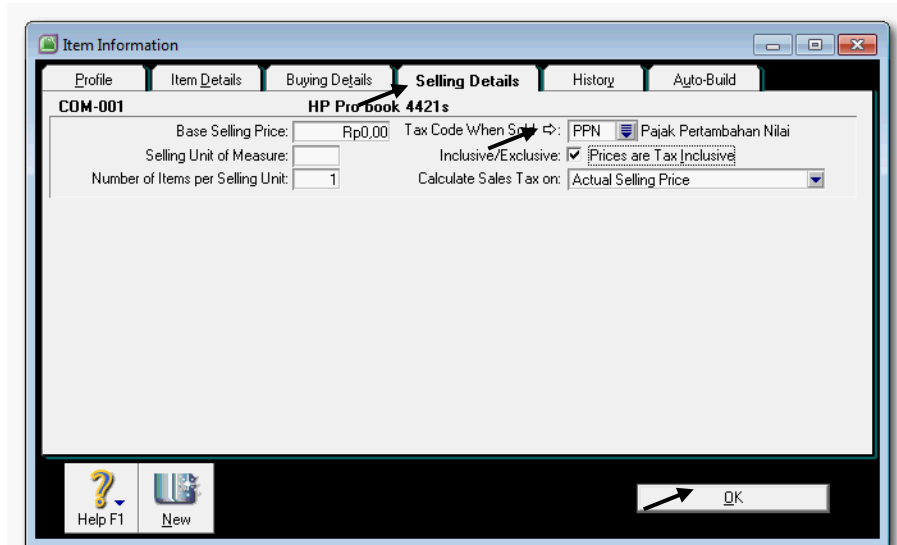 Item Information
Profile Item Details Buying Details Selling Details History Auto-Build
COM-001 HP Pro book 4421s
Base Selling Price: Rp0,00 Tax Code When Sold : PPN Pajak Pertambahan Nilai
Selling Unit of Measure: Inclusive/Exclusive: Prices are Tax Inclusive
Number of Items per Selling Unit: 1 Calculate Sales Tax on: Actual Selling Price
Help F1 New OK